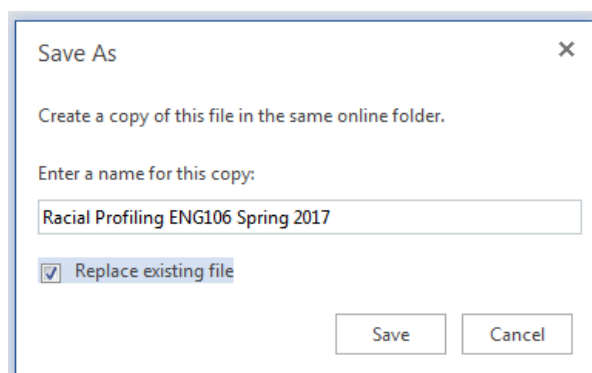 Save As
Create a copy of this file in the same online folder.
Enter a name for this copy:
Racial Profiling ENG106 Spring 2017
Replace existing file
Save Cancel